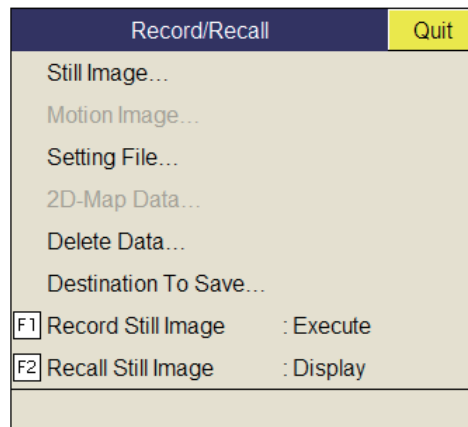 Record/Recall Quit
Still Image...
Motion Image...
Setting File...
2D-Map Data...
Delete Data...
Destination To Save...
F1 Record Still Image : Execute
F2 Recall Still Image : Display